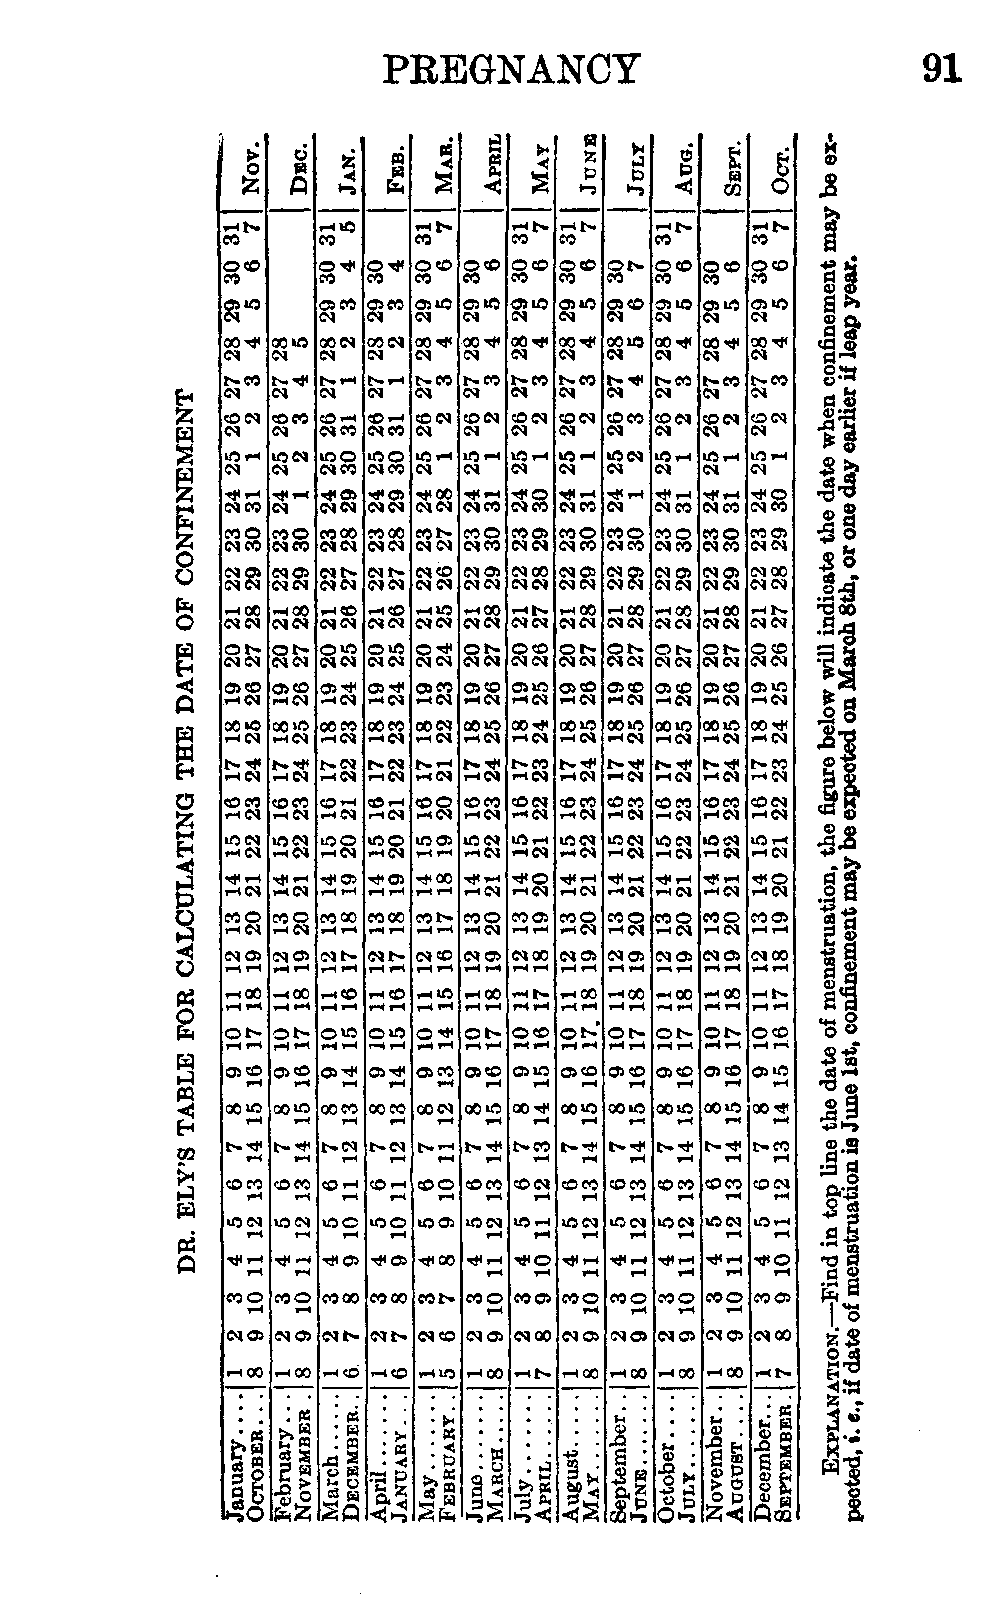 PREGNANCY 91
DR. ELY'S TABLE FOR CALCULATING THE DATE OF CONFINEMENT
January.... 1 2 3 4 5 6 7 8 9 10 11 12 13 14 15 16 17 18 19 20 21 22 23 24 25 26 27 28 29 30 31
OCTOBER... 8 9 10 11 12 13 14 15 16 17 18 19 20 21 22 23 24 25 26 27 28 29 30 31 1 2 3 4 5 6 7 NOV.
February... 1 2 3 4 5 6 7 8 9 10 11 12 13 14 15 16 17 18 19 20 21 22 23 24 25 26 27 28
NOVEMBER. 8 9 10 11 12 13 14 15 16 17 18 19 20 21 22 23 24 25 26 27 28 29 30 1 2 3 4 5 DEC.
March...... 1 2 3 4 5 6 7 8 9 10 11 12 13 14 15 16 17 18 19 20 21 22 23 24 25 26 27 28 29 30 31
DECEMBER.. 6 7 8 9 10 11 12 13 14 15 16 17 18 19 20 21 22 23 24 25 26 27 28 29 30 31 1 2 3 4 5 JAN.
April....... 1 2 3 4 5 6 7 8 9 10 11 12 13 14 15 16 17 18 19 20 21 22 23 24 25 26 27 28 29 30
JANUARY... 6 7 8 9 10 11 12 13 14 15 16 17 18 19 20 21 22 23 24 25 26 27 28 29 30 31 1 2 3 4 FEB.
May........ 1 2 3 4 5 6 7 8 9 10 11 12 13 14 15 16 17 18 19 20 21 22 23 24 25 26 27 28 29 30 31
FEBRUARY.. 5 6 7 8 9 10 11 12 13 14 15 16 17 18 19 20 21 22 23 24 25 26 27 28 1 2 3 4 5 6 7 MAR.
June....... 1 2 3 4 5 6 7 8 9 10 11 12 13 14 15 16 17 18 19 20 21 22 23 24 25 26 27 28 29 30
MARCH..... 8 9 10 11 12 13 14 15 16 17 18 19 20 21 22 23 24 25 26 27 28 29 30 31 1 2 3 4 5 6 APRIL
July........ 1 2 3 4 5 6 7 8 9 10 11 12 13 14 15 16 17 18 19 20 21 22 23 24 25 26 27 28 29 30 31
APRIL...... 7 8 9 10 11 12 13 14 15 16 17 18 19 20 21 22 23 24 25 26 27 28 29 30 1 2 3 4 5 6 7 MAY
August..... 1 2 3 4 5 6 7 8 9 10 11 12 13 14 15 16 17 18 19 20 21 22 23 24 25 26 27 28 29 30 31
MAY....... 8 9 10 11 12 13 14 15 16 17 18 19 20 21 22 23 24 25 26 27 28 29 30 31 1 2 3 4 5 6 7 JUNE
September.. 1 2 3 4 5 6 7 8 9 10 11 12 13 14 15 16 17 18 19 20 21 22 23 24 25 26 27 28 29 30
JUNE....... 8 9 10 11 12 13 14 15 16 17 18 19 20 21 22 23 24 25 26 27 28 29 30 1 2 3 4 5 6 7 JULY
October.... 1 2 3 4 5 6 7 8 9 10 11 12 13 14 15 16 17 18 19 20 21 22 23 24 25 26 27 28 29 30 31
JULY....... 8 9 10 11 12 13 14 15 16 17 18 19 20 21 22 23 24 25 26 27 28 29 30 31 1 2 3 4 5 6 7 AUG.
November.. 1 2 3 4 5 6 7 8 9 10 11 12 13 14 15 16 17 18 19 20 21 22 23 24 25 26 27 28 29 30
AUGUST.... 8 9 10 11 12 13 14 15 16 17 18 19 20 21 22 23 24 25 26 27 28 29 30 31 1 2 3 4 5 6 SEPT.
December... 1 2 3 4 5 6 7 8 9 10 11 12 13 14 15 16 17 18 19 20 21 22 23 24 25 26 27 28 29 30 31
SEPTEMBER. 7 8 9 10 11 12 13 14 15 16 17 18 19 20 21 22 23 24 25 26 27 28 29 30 1 2 3 4 5 6 7 OCT.
EXPLANATION.—Find in top line the date of menstruation, the figure below will indicate the date when confinement may be ex-
pected, i. e., if date of menstruation is June 1st, confinement may be expected on March 8th, or one day earlier if leap year.